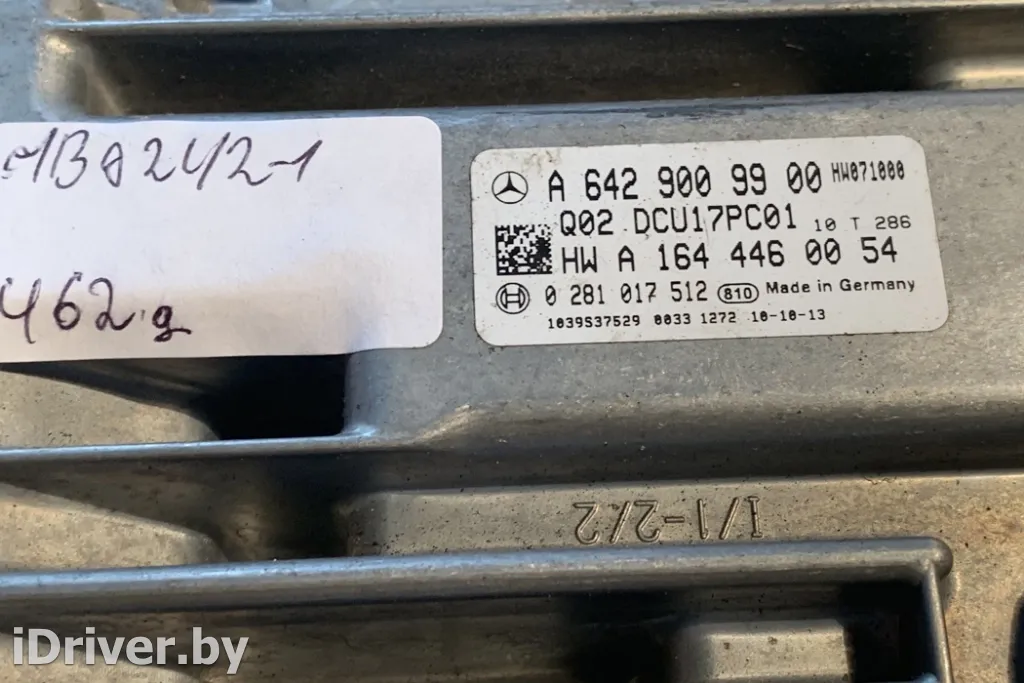 MB0242-1
462.g
A 642 900 99 00 HW071000
Q02 DCU17PC01 10 T 286
HW A 164 446 00 54
0 281 017 512 810 Made in Germany
1039S37529 0033 1272 10-10-13
I/1-2/2
iDriver.by